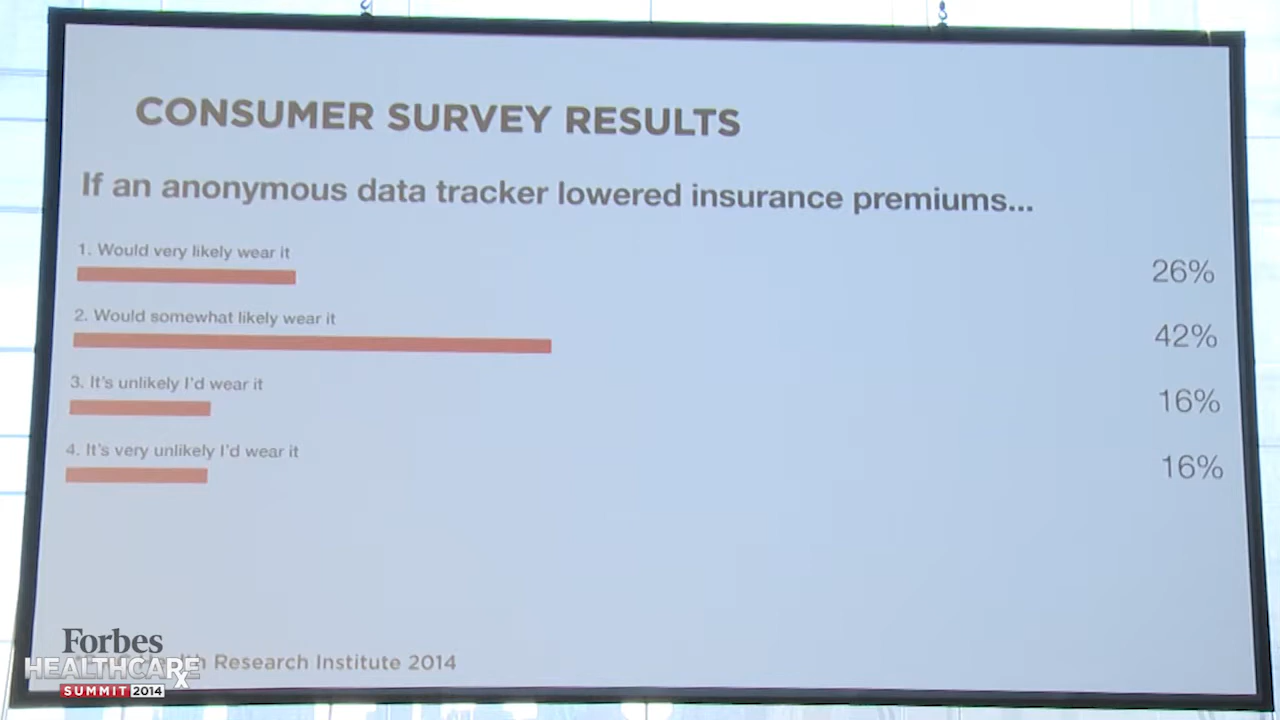 CONSUMER SURVEY RESULTS
If an anonymous data tracker lowered insurance premiums...
1. Would very likely wear it
26%
2. Would somewhat likely wear it
42%
3. It's unlikely I'd wear it
16%
4. It's very unlikely I'd wear it
16%
Forbes
Research Institute 2014
HEALTHCARE
Rx
SUMMIT 2014